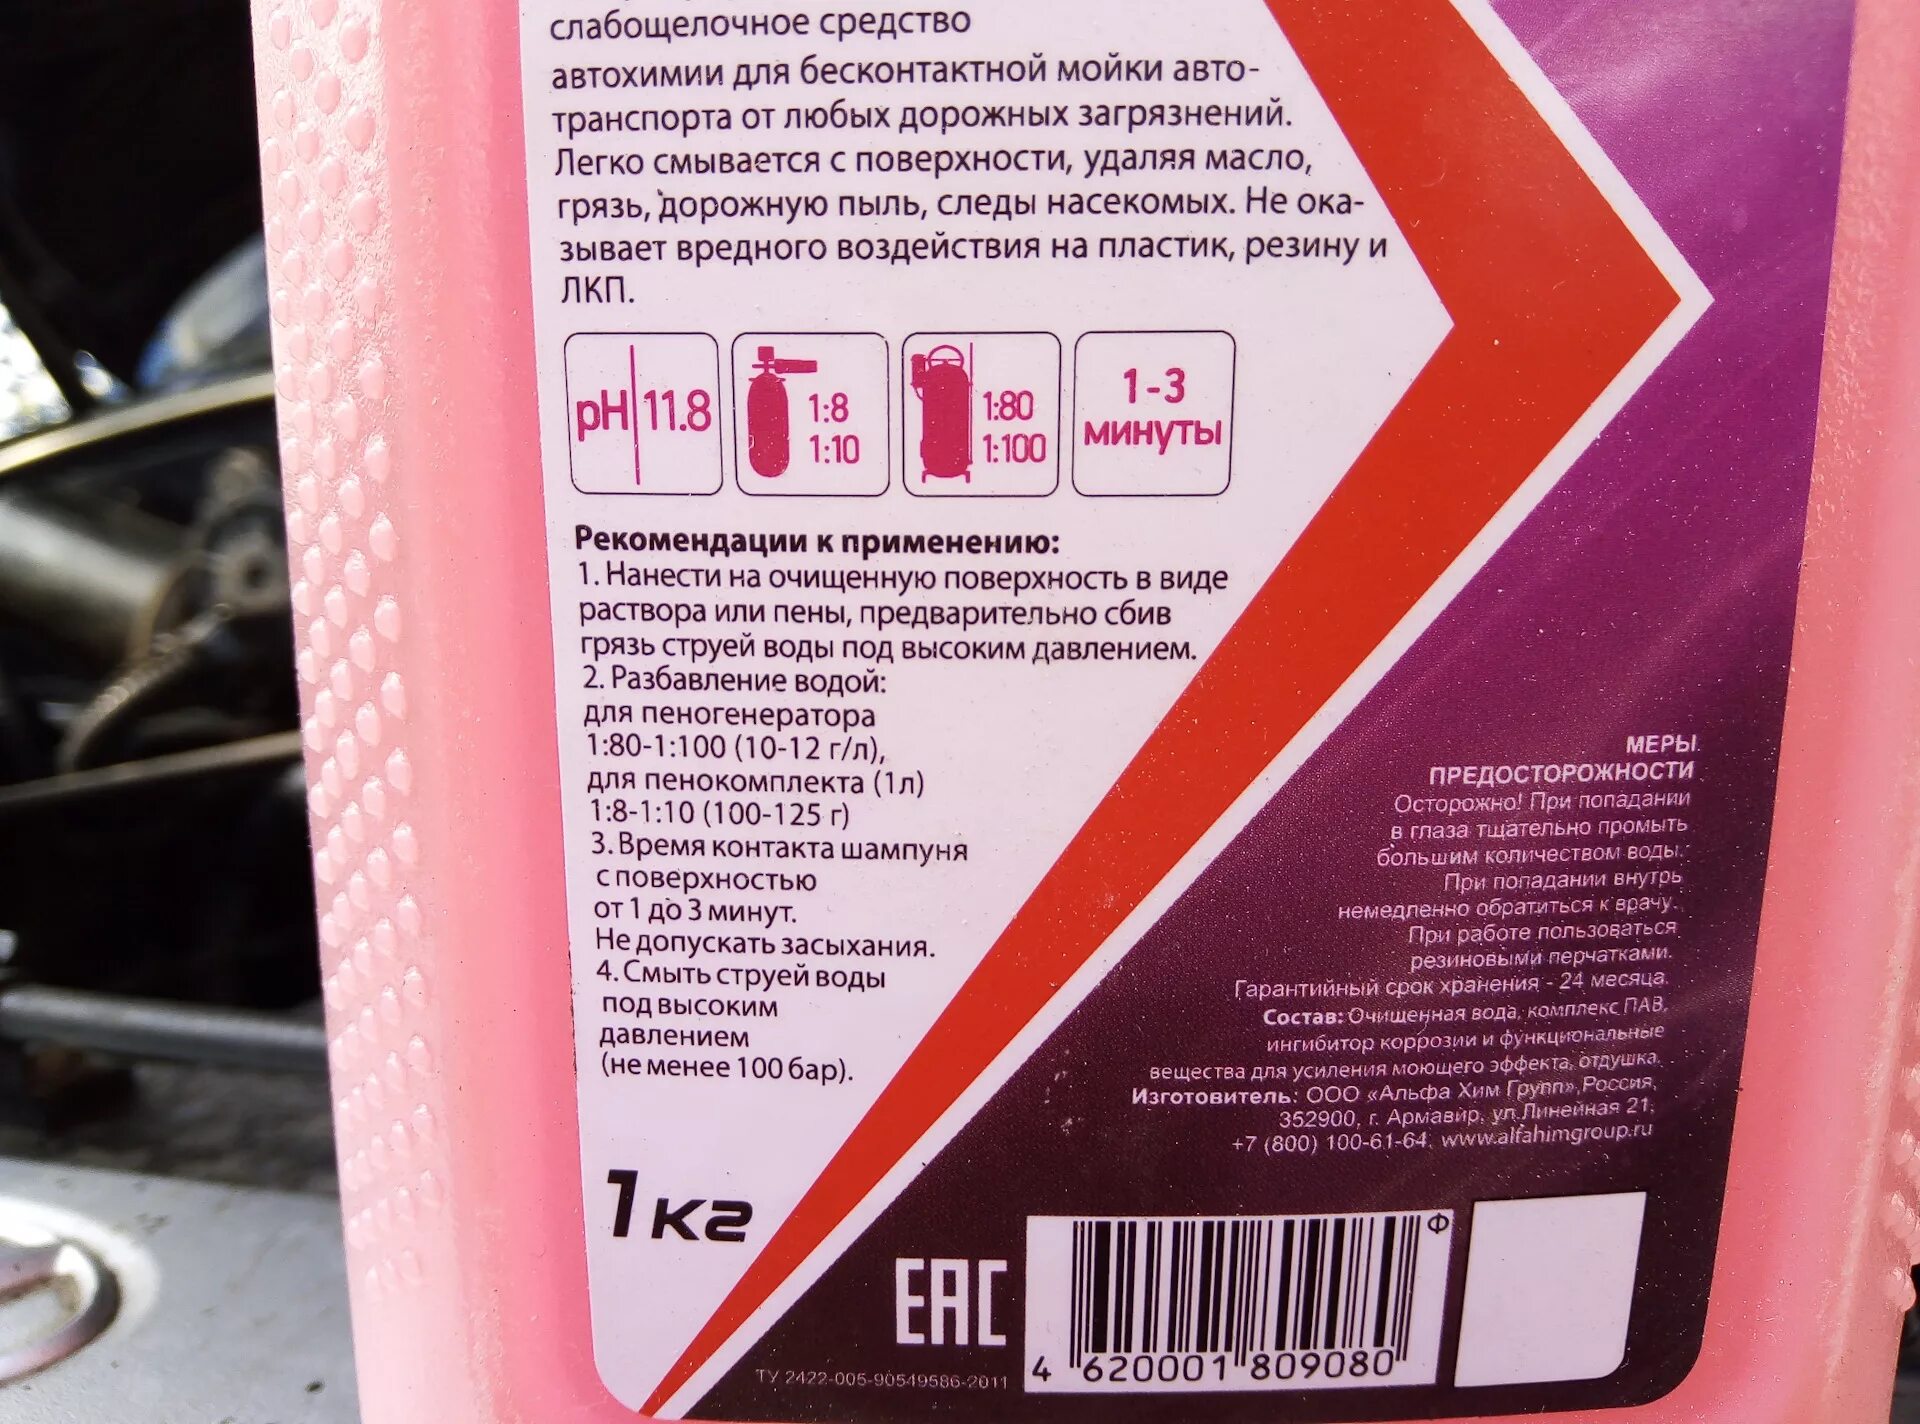 слабощелочное средство
автохимии для бесконтактной мойки авто-
транспорта от любых дорожных загрязнений.
Легко смывается с поверхности, удаляя масло,
грязь, дорожную пыль, следы насекомых. Не ока-
зывает вредного воздействия на пластик, резину и
ЛКП.
pH 11.8
1:8
1:10
1:80
1:100
1-3
минуты
Рекомендации к применению:
1. Нанести на очищенную поверхность в виде
раствора или пены, предварительно сбив
грязь струей воды под высоким давлением.
2. Разбавление водой:
для пеногенератора
1:80-1:100 (10-12 г/л),
для пенокомплекта (1л)
1:8-1:10 (100-125 г)
3. Время контакта шампуня
с поверхностью
от 1 до 3 минут.
Не допускать засыхания.
4. Смыть струей воды
под высоким
давлением
(не менее 100 бар).
1кг
МЕРЫ
ПРЕДОСТОРОЖНОСТИ
Осторожно! При попадании
в глаза тщательно промыть
большим количеством воды.
При попадании внутрь
немедленно обратиться к врачу.
При работе пользоваться
резиновыми перчатками.
Гарантийный срок хранения - 24 месяца.
Состав: Очищенная вода, комплекс ПАВ,
ингибитор коррозии и функциональные
вещества для усиления моющего эффекта, отдушка.
Изготовитель: ООО «Альфа Хим Групп», Россия,
352900, г. Армавир, ул.Линейная 21,
+7 (800) 100-61-64. www.alfahimgroup.ru
ЕАС
Ф
4 620001 809080
ТУ 2422-005-90549586-2011